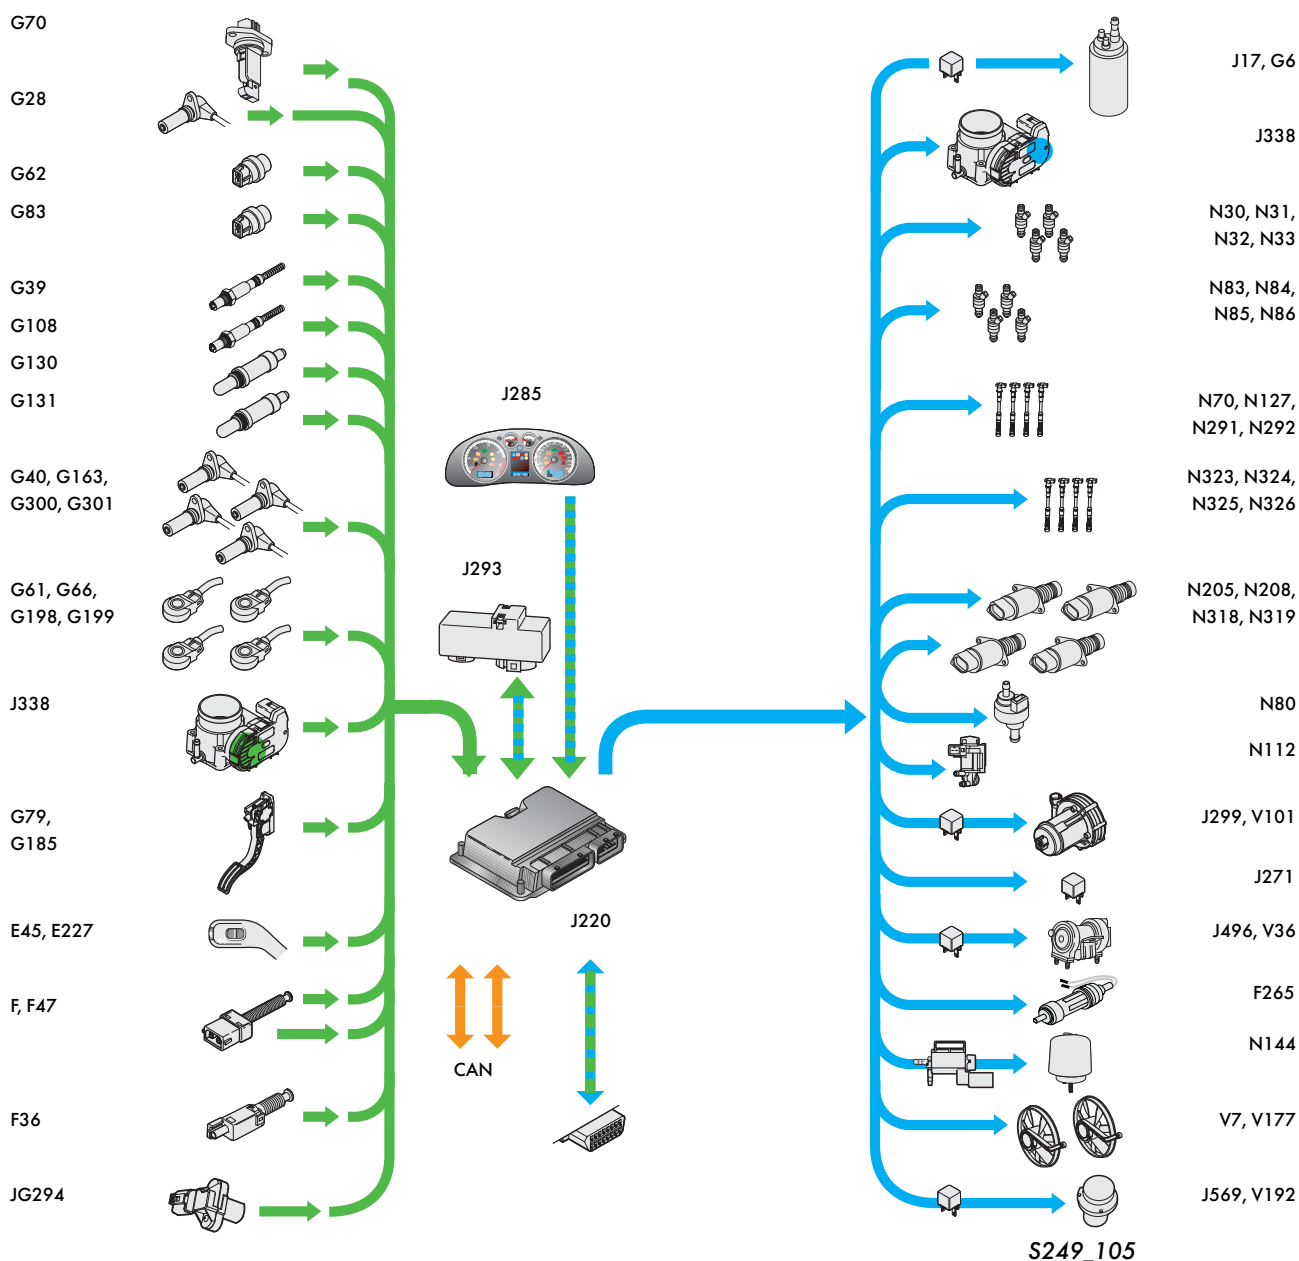 G70
G28
G62
G83
G39
G108
G130
G131
G40, G163,
G300, G301
G61, G66,
G198, G199
J338
G79,
G185
E45, E227
F, F47
F36
JG294
J285
J293
J220
CAN
J17, G6
J338
N30, N31,
N32, N33
N83, N84,
N85, N86
N70, N127,
N291, N292
N323, N324,
N325, N326
N205, N208,
N318, N319
N80
N112
J299, V101
J271
J496, V36
F265
N144
V7, V177
J569, V192
S249_105